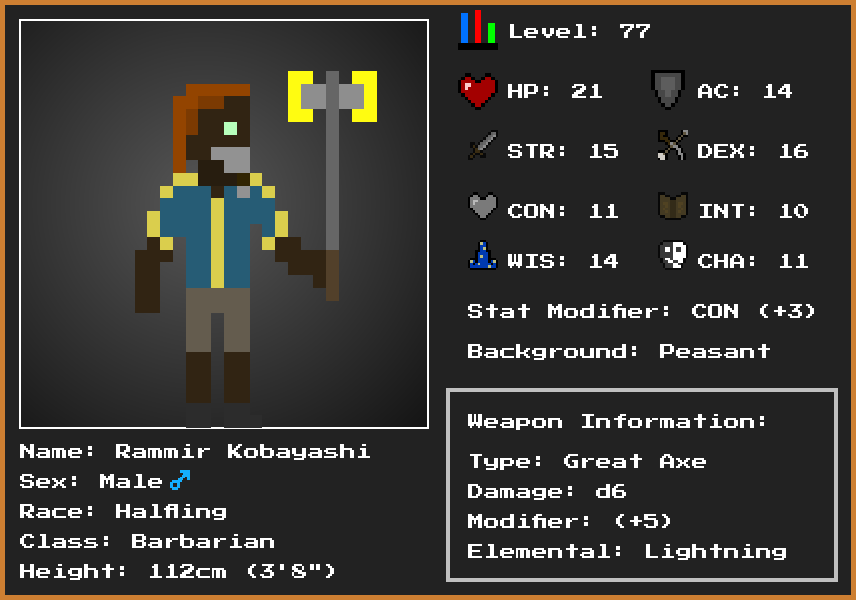 Level: 77
HP: 21 AC: 14
STR: 15 DEX: 16
CON: 11 INT: 10
WIS: 14 CHA: 11
Stat Modifier: CON (+3)
Background: Peasant
Weapon Information:
Type: Great Axe
Damage: d6
Modifier: (+5)
Elemental: Lightning
Name: Rammir Kobayashi
Sex: Male ♂
Race: Halfling
Class: Barbarian
Height: 112cm (3'8")